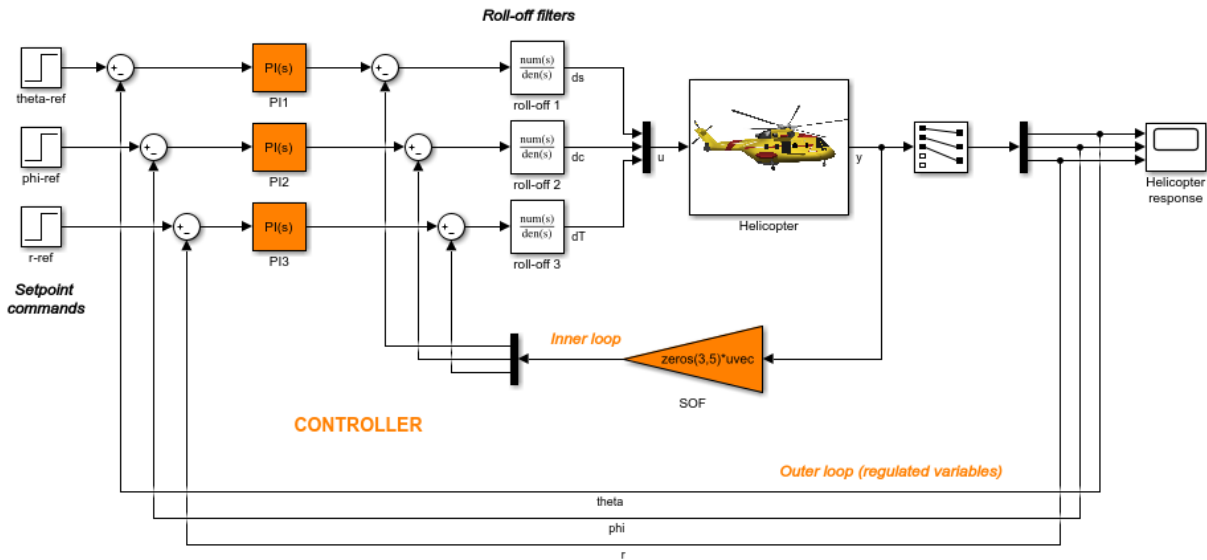 Roll-off filters
theta-ref
PI(s)
PI1
num(s)
den(s)
ds
roll-off 1
phi-ref
PI(s)
PI2
num(s)
den(s)
dc
roll-off 2
u
Helicopter
y
Helicopter
response
r-ref
PI(s)
PI3
num(s)
den(s)
dT
roll-off 3
Setpoint
commands
Inner loop
zeros(3,5)*uvec
SOF
CONTROLLER
Outer loop (regulated variables)
theta
phi
r